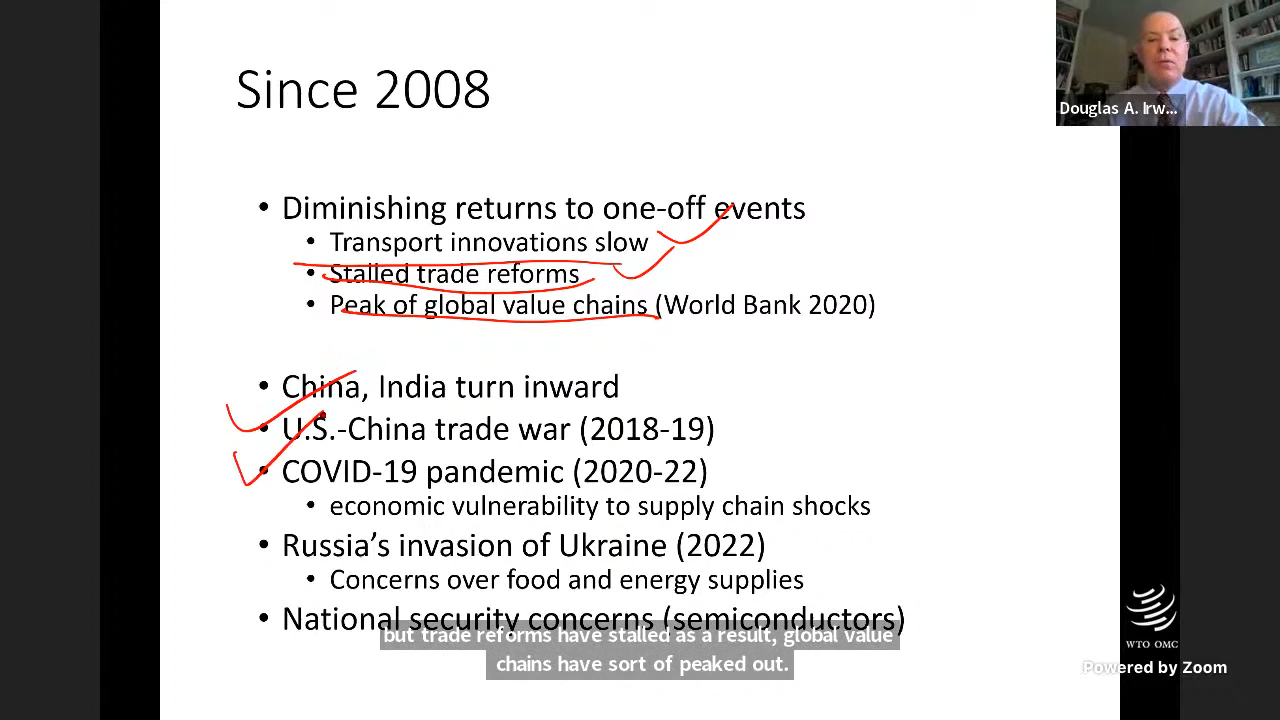 Since 2008
Douglas A. Irw...
• Diminishing returns to one-off events
• Transport innovations slow
• Stalled trade reforms
• Peak of global value chains (World Bank 2020)
• China, India turn inward
• U.S.-China trade war (2018-19)
• COVID-19 pandemic (2020-22)
• economic vulnerability to supply chain shocks
• Russia’s invasion of Ukraine (2022)
• Concerns over food and energy supplies
• National security concerns (semiconductors)
but trade reforms have stalled as a result, global value
chains have sort of peaked out.
WTO OMC
Powered by Zoom